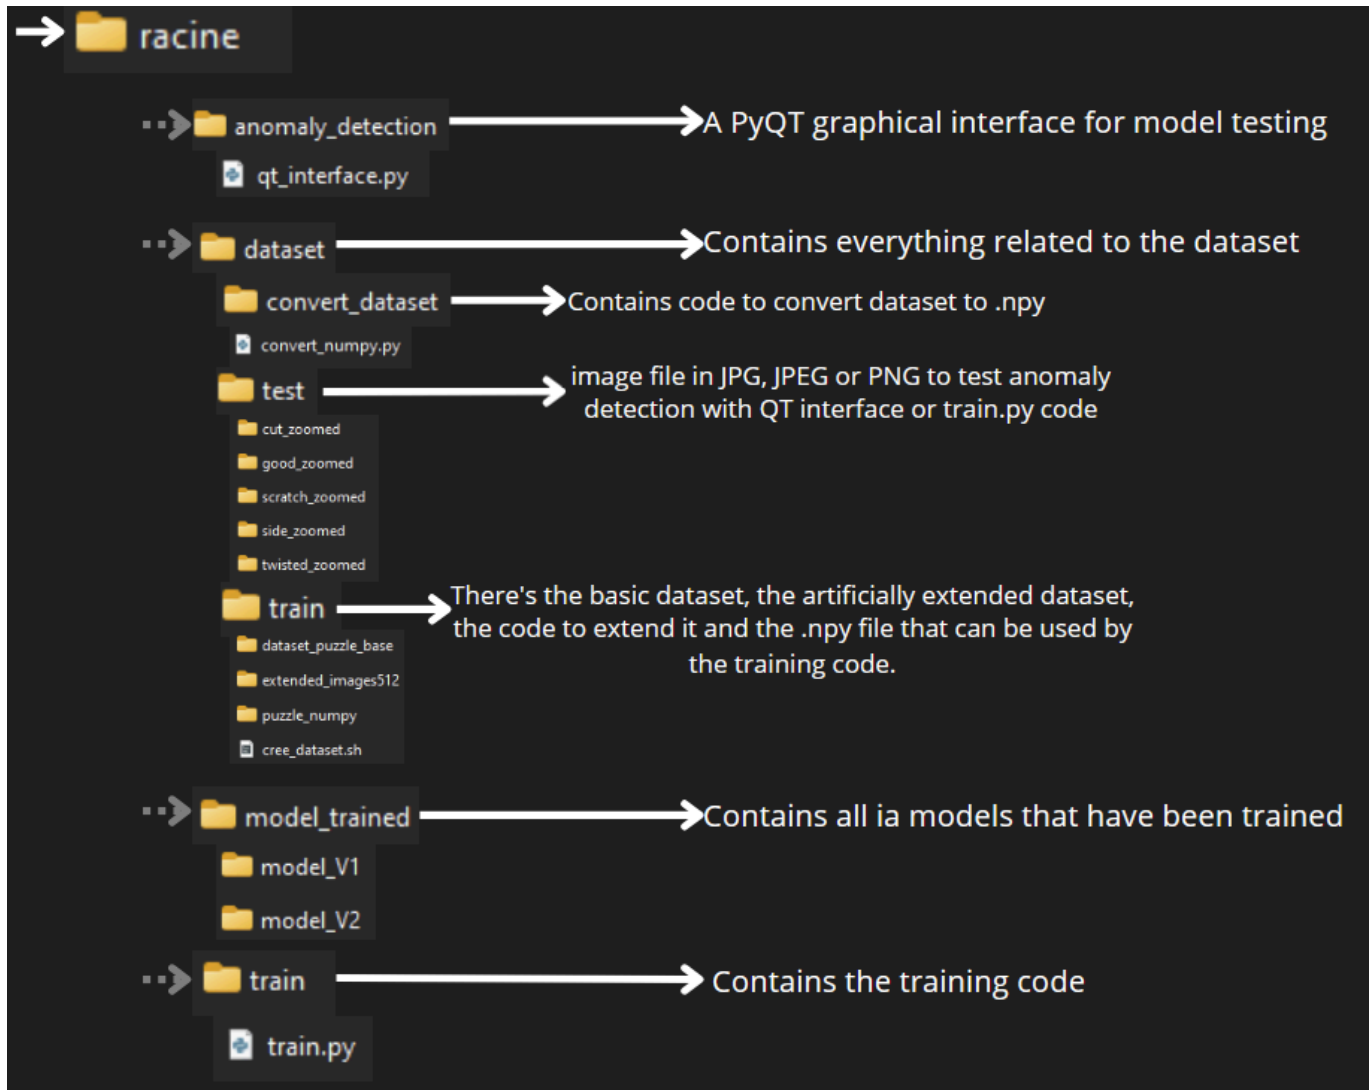 racine
anomaly_detection
A PyQT graphical interface for model testing
qt_interface.py
dataset
Contains everything related to the dataset
convert_dataset
Contains code to convert dataset to .npy
convert_numpy.py
test
image file in JPG, JPEG or PNG to test anomaly
detection with QT interface or train.py code
cut_zoomed
good_zoomed
scratch_zoomed
side_zoomed
twisted_zoomed
train
There's the basic dataset, the artificially extended dataset,
the code to extend it and the .npy file that can be used by
the training code.
dataset_puzzle_base
extended_images512
puzzle_numpy
cree_dataset.sh
model_trained
Contains all ia models that have been trained
model_V1
model_V2
train
Contains the training code
train.py